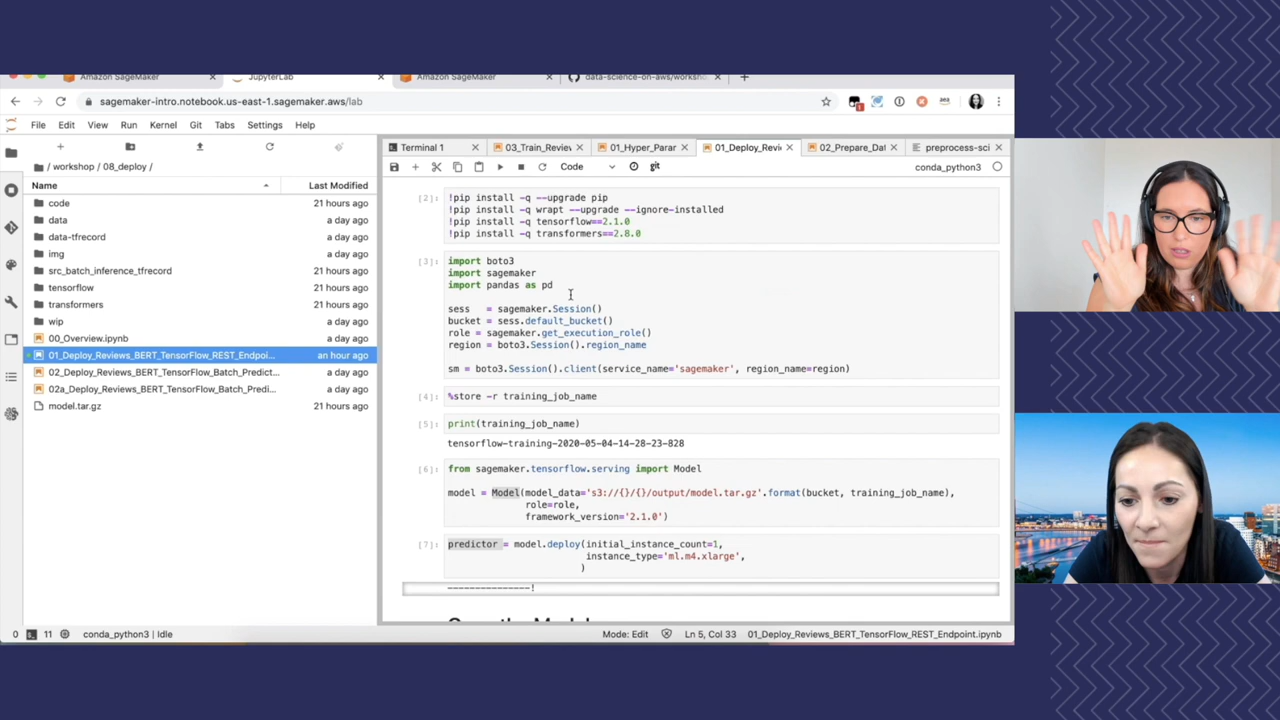 Amazon SageMaker
JupyterLab
Amazon SageMaker
data-science-on-aws/worksh
sagemaker-intro.notebook.us-east-1.sagemaker.aws/lab
File Edit View Run Kernel Git Tabs Settings Help
Terminal 1
03_Train_Review
01_Hyper_Param
01_Deploy_Revi
02_Prepare_Dat
preprocess-sci
/ workshop / 08_deploy /
Code
git
conda_python3
Name Last Modified
code 21 hours ago
data a day ago
data-tfrecord a day ago
img a day ago
src_batch_inference_tfrecord 21 hours ago
tensorflow 21 hours ago
transformers 21 hours ago
wip a day ago
00_Overview.ipynb a day ago
01_Deploy_Reviews_BERT_TensorFlow_REST_Endpoi... an hour ago
02_Deploy_Reviews_BERT_TensorFlow_Batch_Predict... a day ago
02a_Deploy_Reviews_BERT_TensorFlow_Batch_Predi... a day ago
model.tar.gz 21 hours ago
[2]: !pip install -q --upgrade pip
!pip install -q wrapt --upgrade --ignore-installed
!pip install -q tensorflow==2.1.0
!pip install -q transformers==2.8.0
[3]: import boto3
import sagemaker
import pandas as pd
sess = sagemaker.Session()
bucket = sess.default_bucket()
role = sagemaker.get_execution_role()
region = boto3.Session().region_name
sm = boto3.Session().client(service_name='sagemaker', region_name=region)
[4]: %store -r training_job_name
[5]: print(training_job_name)
tensorflow-training-2020-05-04-14-28-23-828
[6]: from sagemaker.tensorflow.serving import Model
model = Model(model_data='s3://{}/{}/output/model.tar.gz'.format(bucket, training_job_name),
role=role,
framework_version='2.1.0')
[7]: predictor = model.deploy(initial_instance_count=1,
instance_type='ml.m4.xlarge',
)
---------------!
0 11 conda_python3 | Idle
Mode: Edit Ln 5, Col 33 01_Deploy_Reviews_BERT_TensorFlow_REST_Endpoint.ipynb